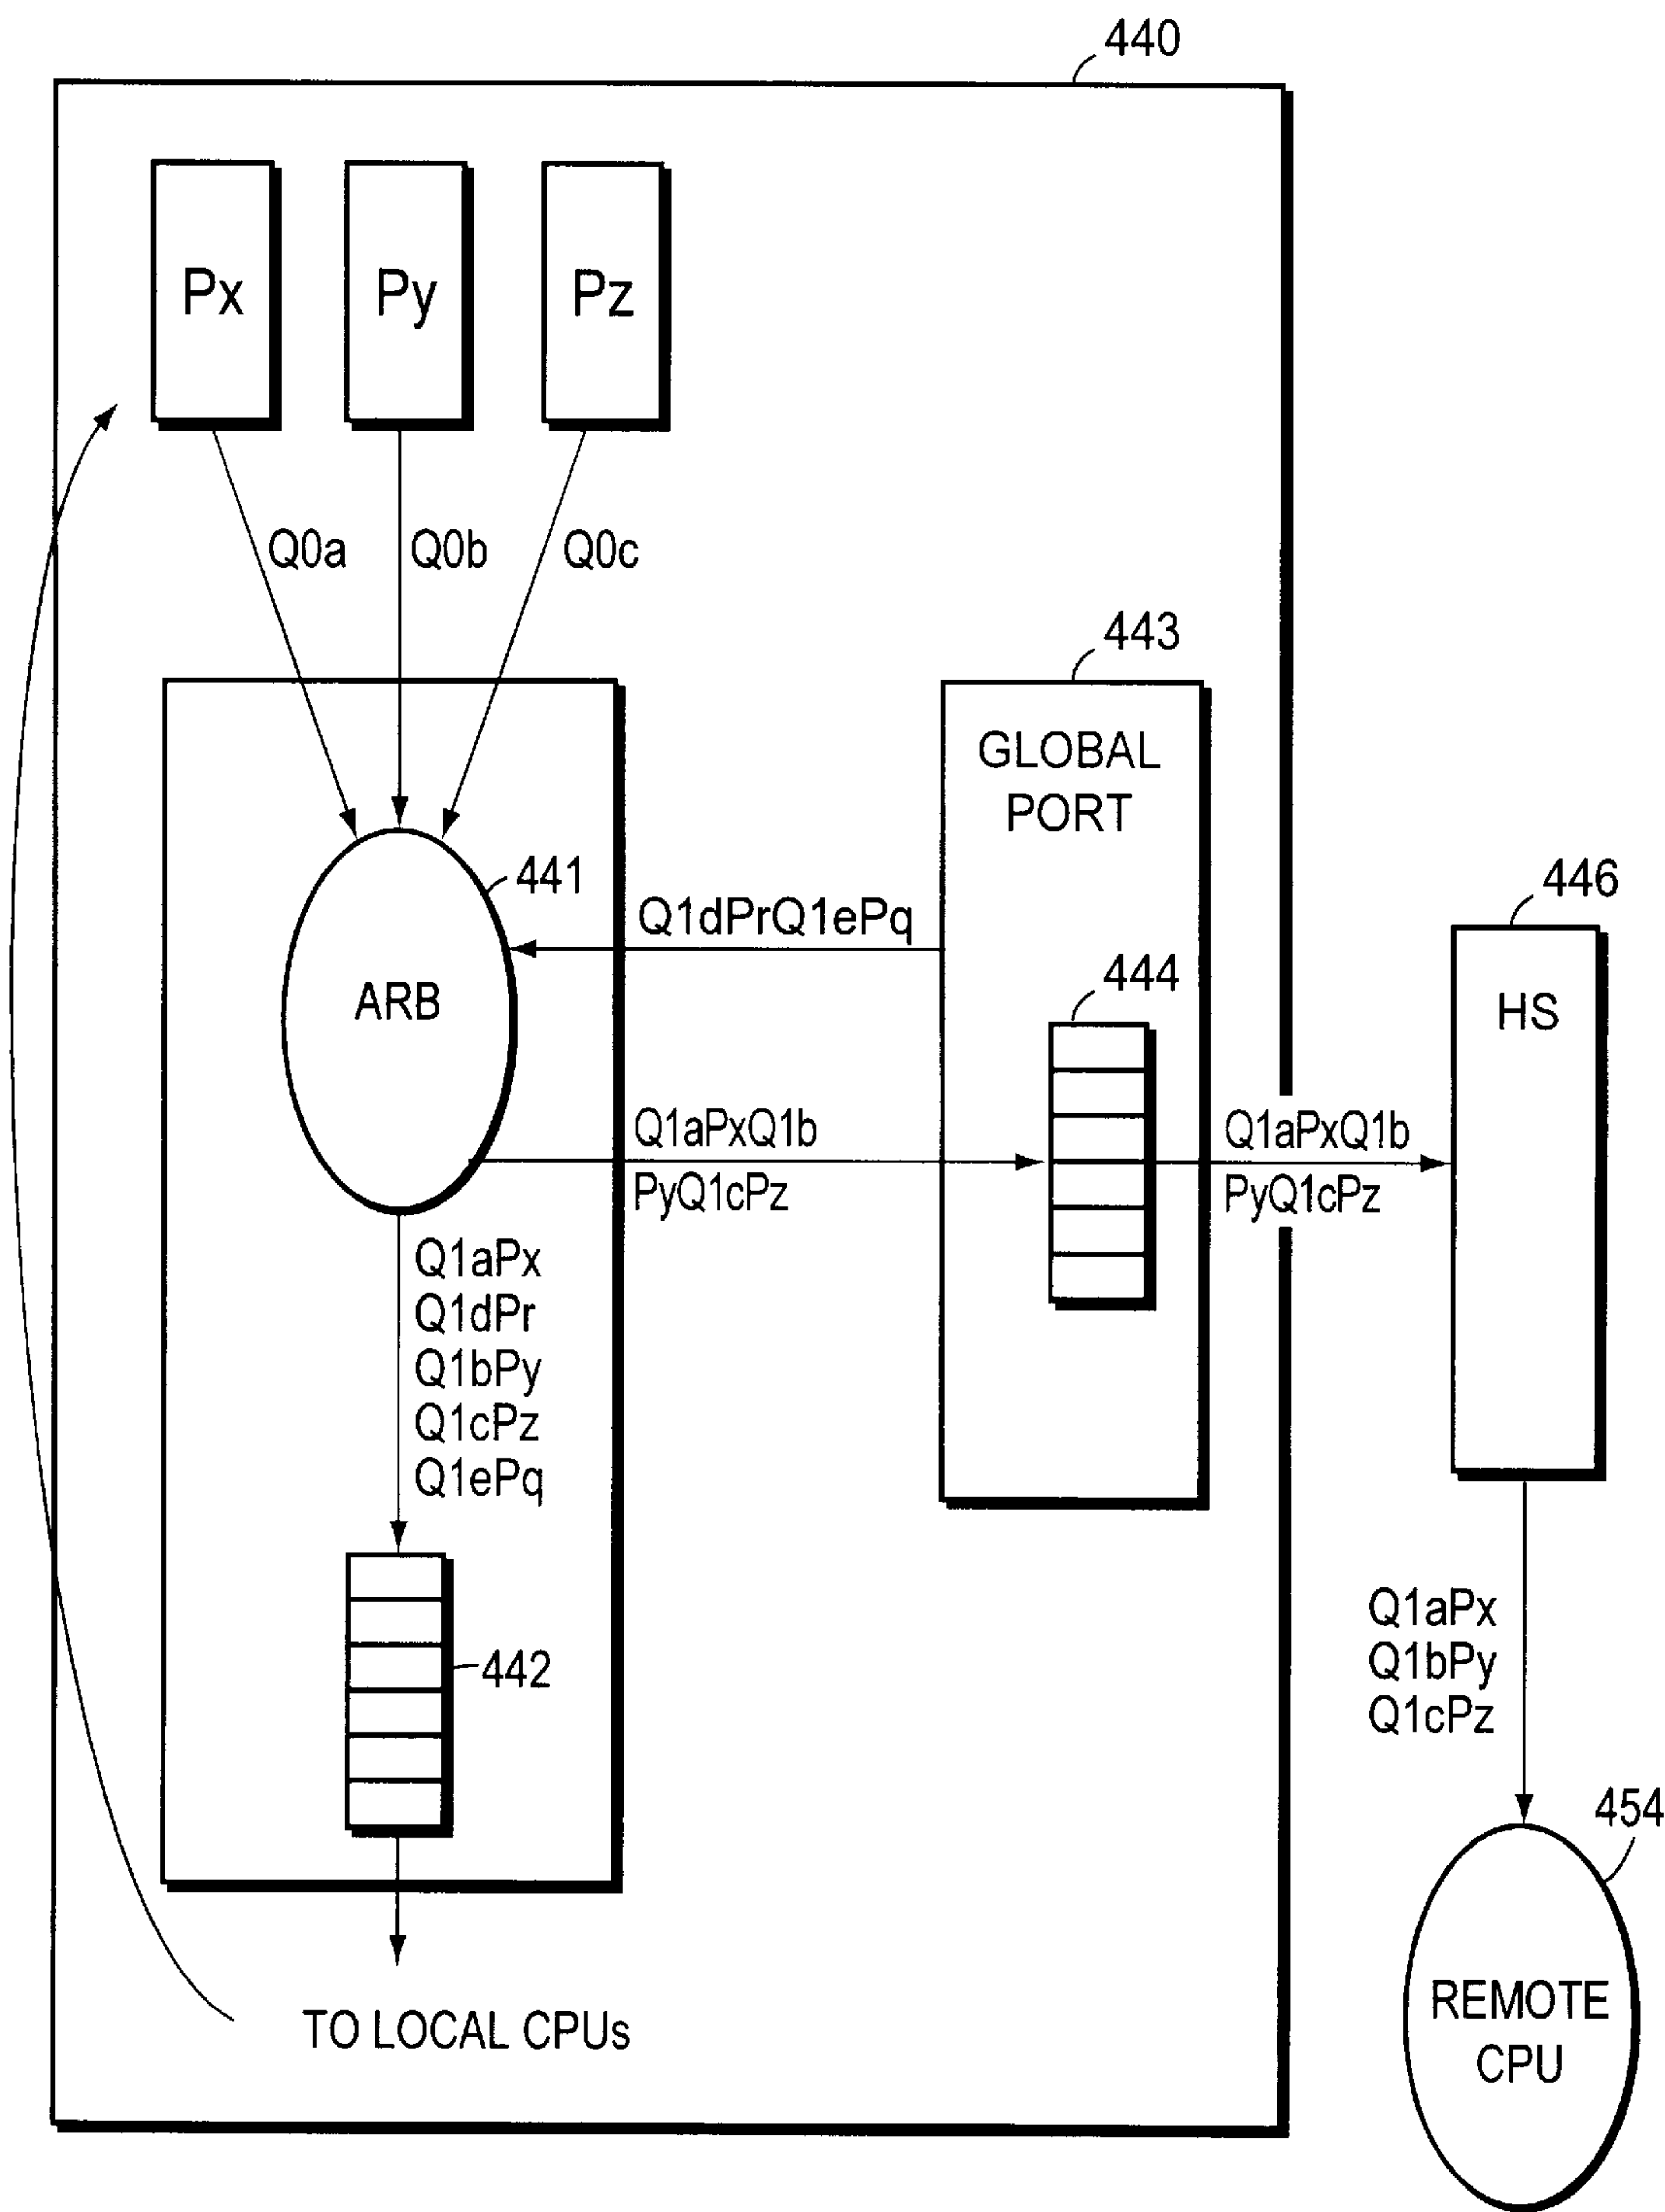 440
Px
Py
Pz
Q0a
Q0b
Q0c
443
GLOBAL
PORT
441
ARB
Q1dPrQ1ePq
444
446
HS
Q1aPxQ1b
PyQ1cPz
Q1aPxQ1b
PyQ1cPz
Q1aPx
Q1dPr
Q1bPy
Q1cPz
Q1ePq
442
Q1aPx
Q1bPy
Q1cPz
454
REMOTE
CPU
TO LOCAL CPUs